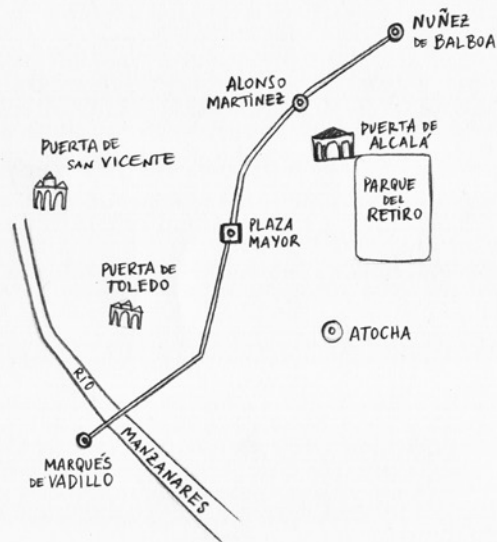 NUÑEZ
DE BALBOA
ALONSO
MARTINEZ
PUERTA DE
ALCALÁ
PUERTA DE
SAN VICENTE
PARQUE
DEL
RETIRO
PLAZA
MAYOR
PUERTA DE
TOLEDO
ATOCHA
RÍO
MANZANARES
MARQUÉS
DE VADILLO